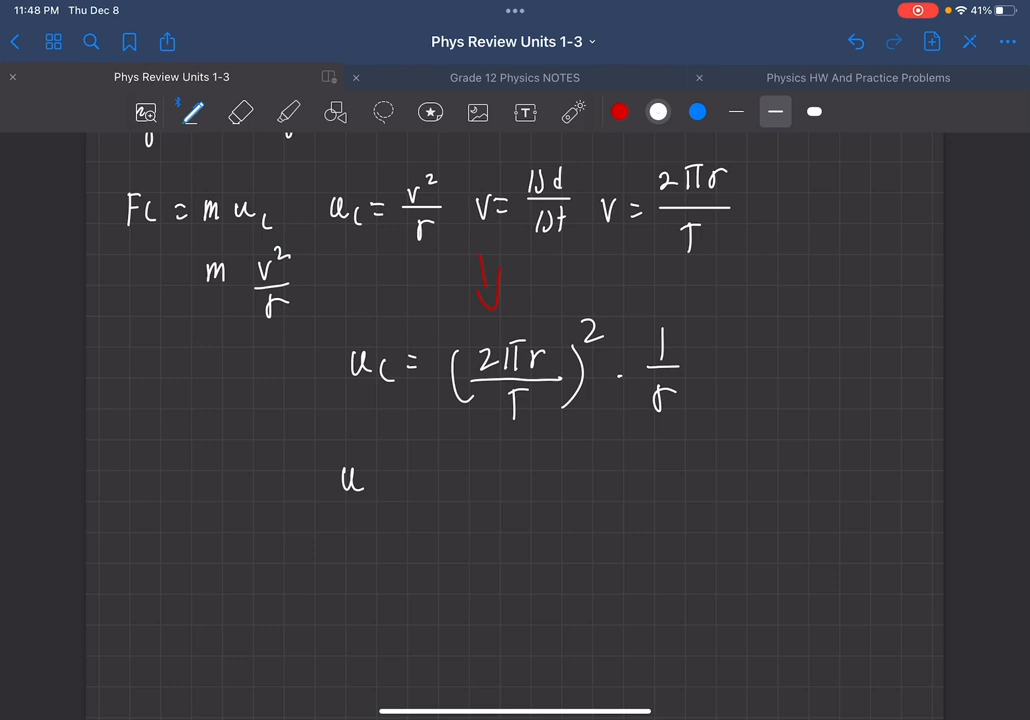 11:48 PM Thu Dec 8
41%
Phys Review Units 1-3
Phys Review Units 1-3
Grade 12 Physics NOTES
Physics HW And Practice Problems
T
Fc = m ac ac = v²/r v = Δd/Δt v = 2πr/T
m v²/r
ac = (2πr/T)² · 1/r
a